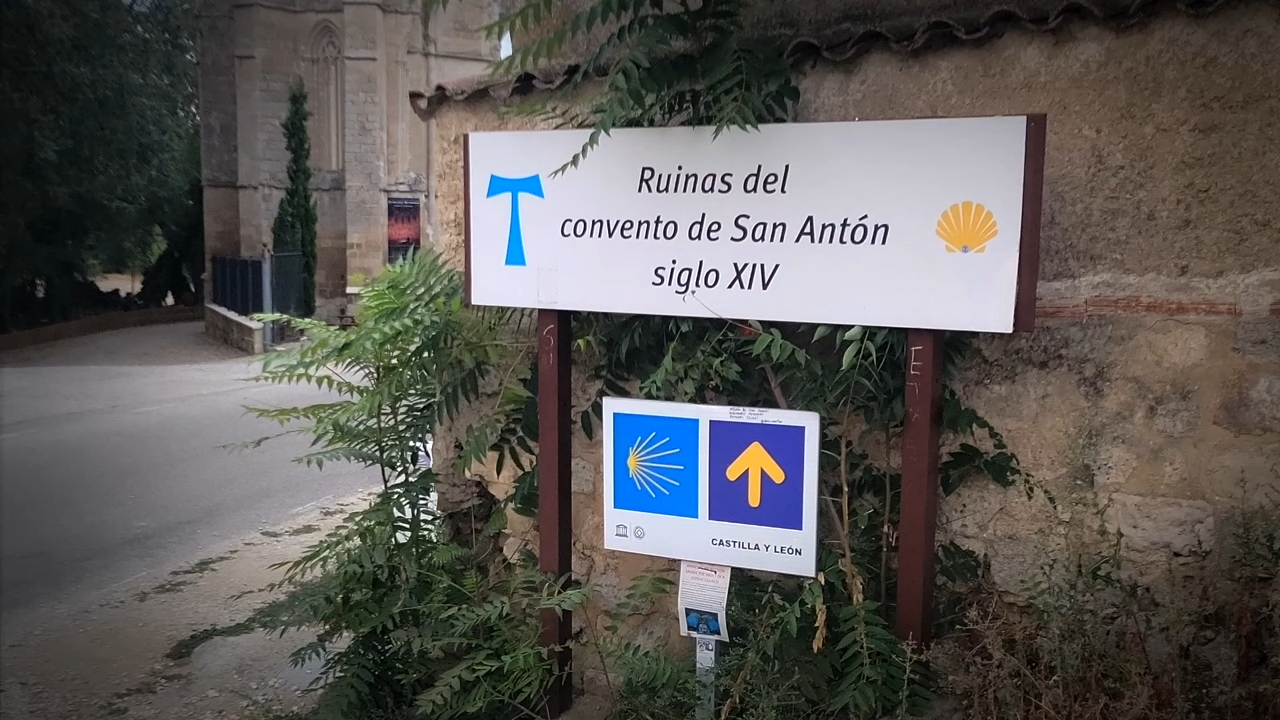 Ruinas del
convento de San Antón
siglo XIV
CASTILLA Y LEÓN